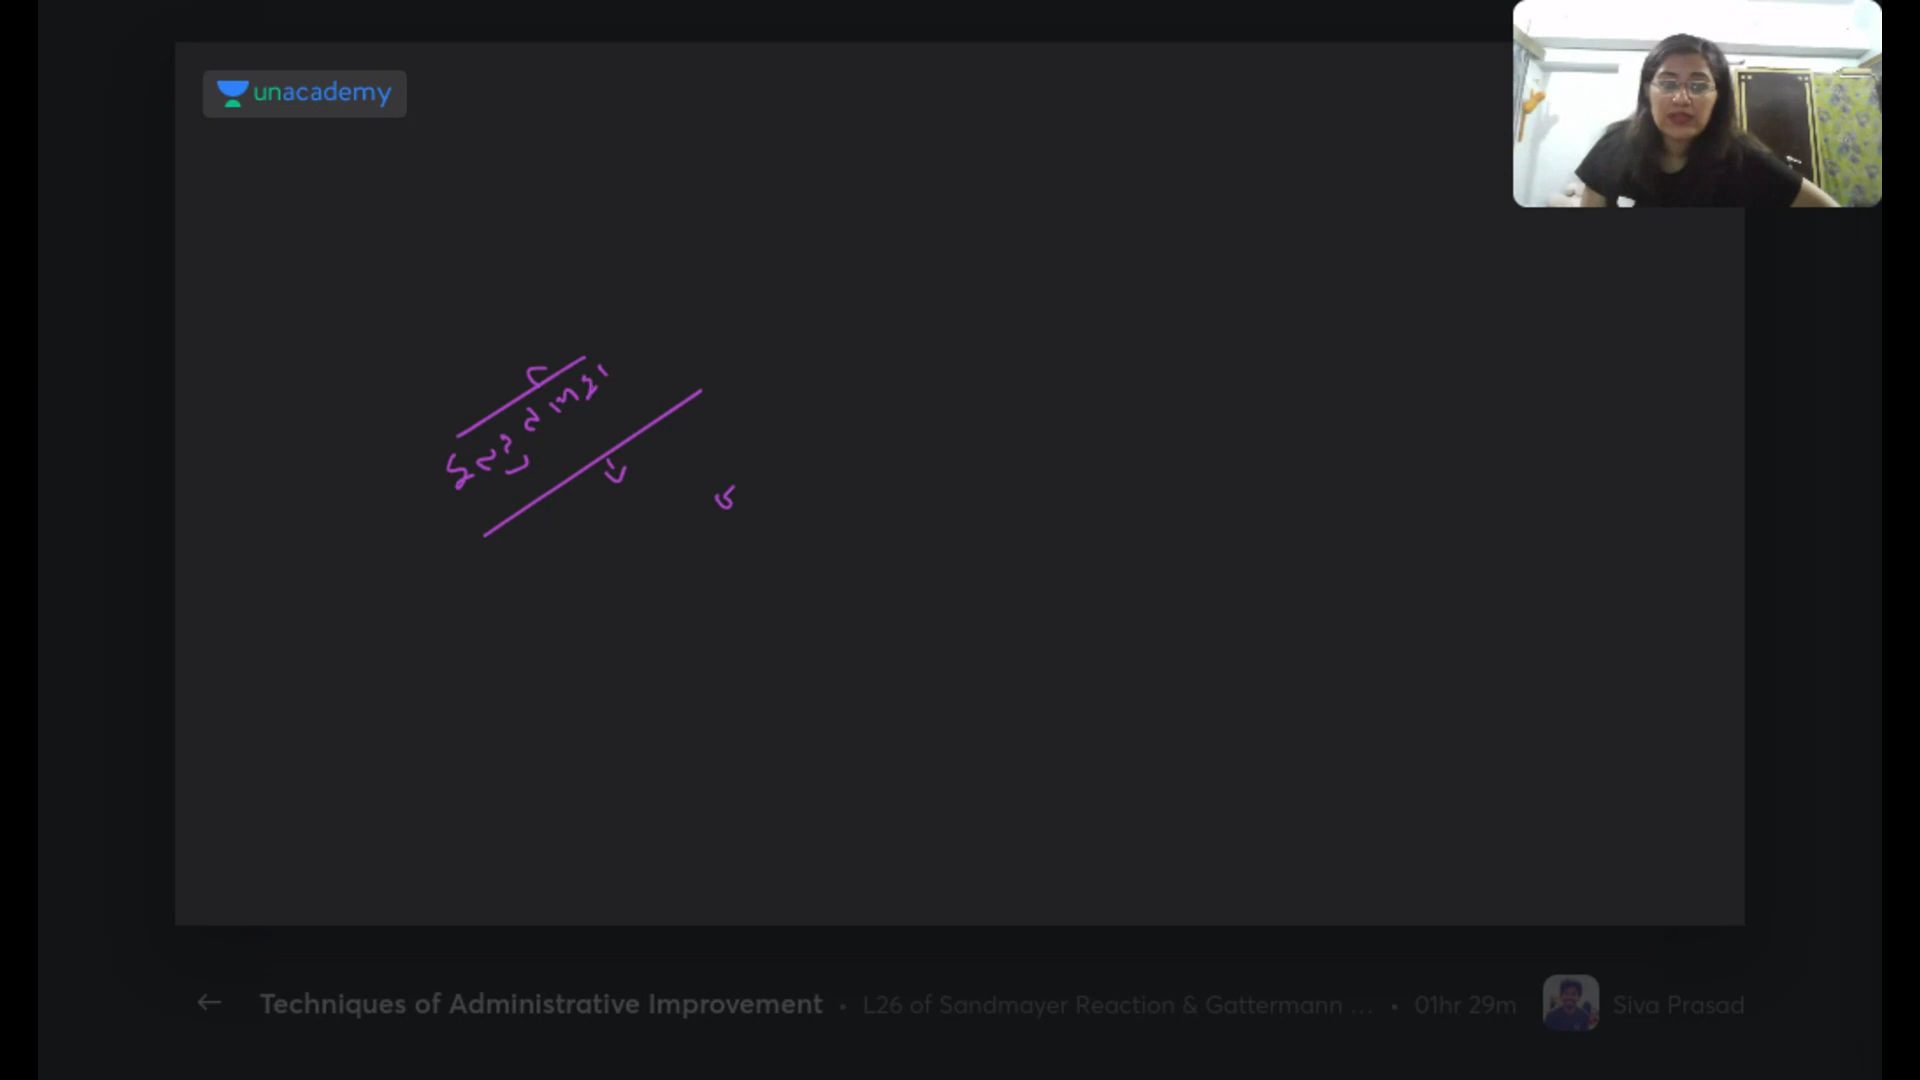 unacademy
Techniques of Administrative Improvement • L26 of Sandmayer Reaction & Gattermann ... • 01hr 29m Siva Prasad